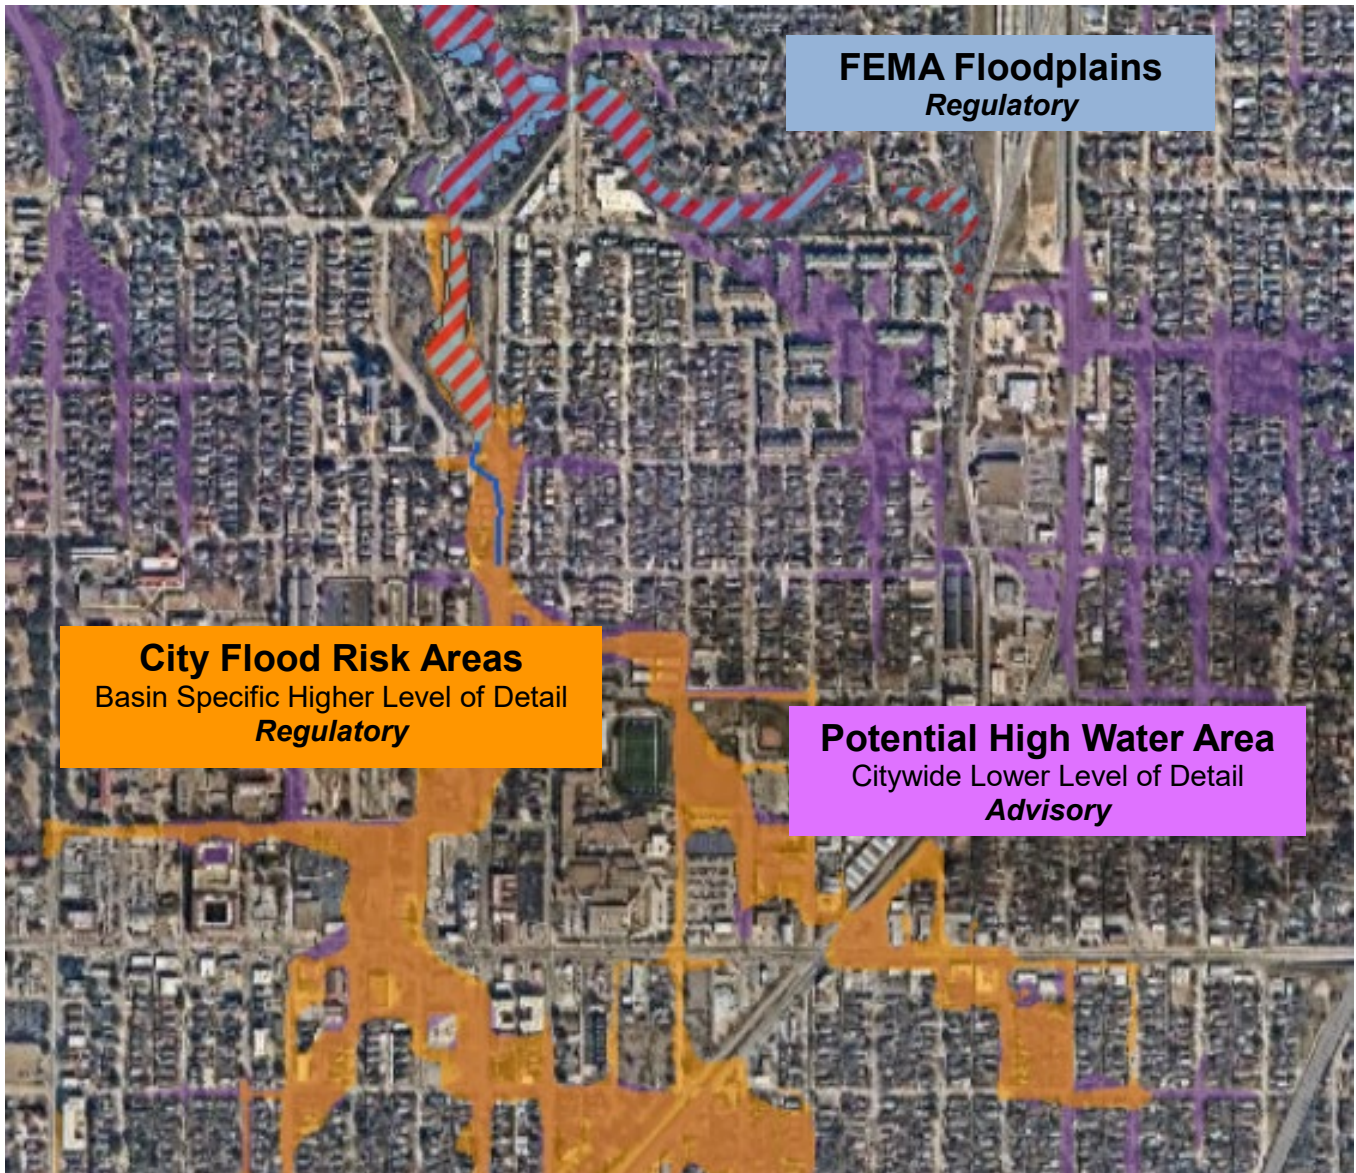 FEMA Floodplains
Regulatory
City Flood Risk Areas
Basin Specific Higher Level of Detail
Regulatory
Potential High Water Area
Citywide Lower Level of Detail
Advisory